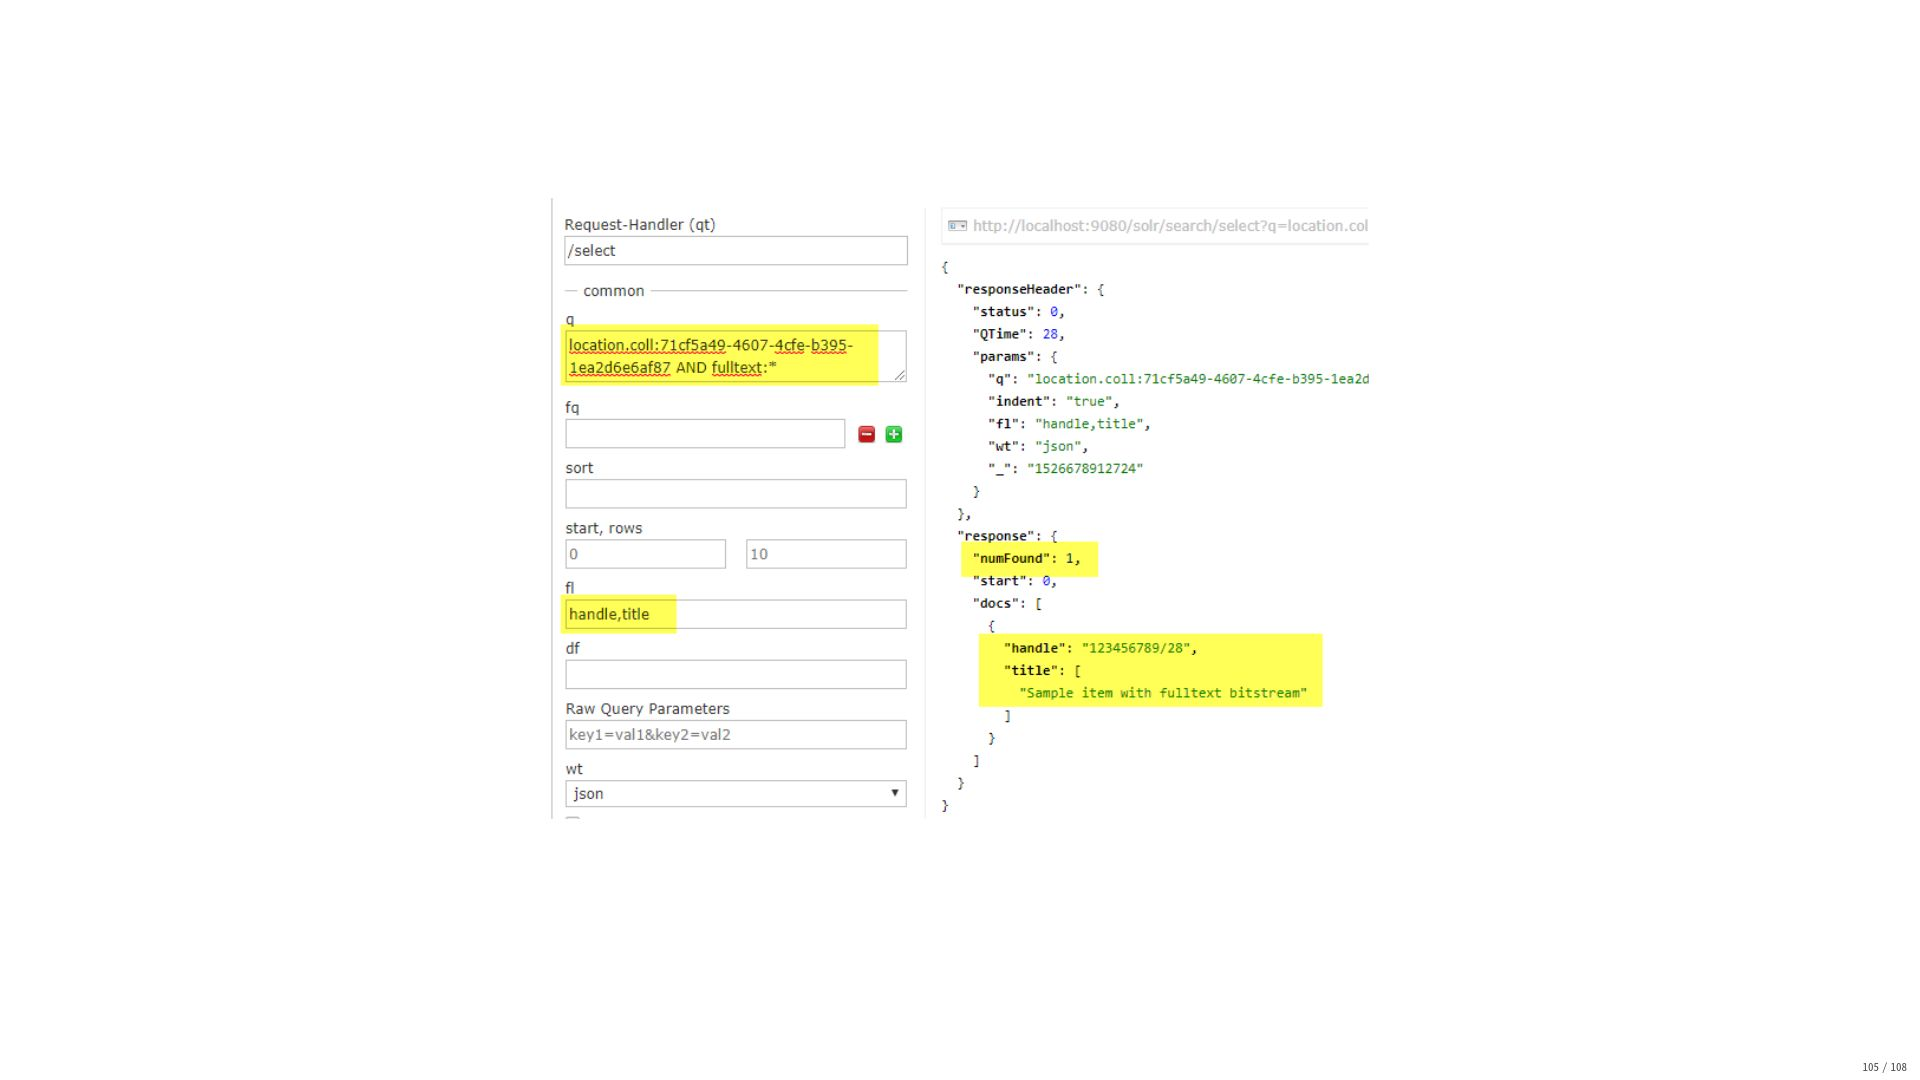 Request-Handler (qt)
/select
common
q
location.coll:71cf5a49-4607-4cfe-b395-
1ea2d6e6af87 AND fulltext:*
fq
sort
start, rows
0 10
fl
handle,title
df
Raw Query Parameters
key1=val1&key2=val2
wt
json
http://localhost:9080/solr/search/select?q=location.col
{
"responseHeader": {
"status": 0,
"QTime": 28,
"params": {
"q": "location.coll:71cf5a49-4607-4cfe-b395-1ea2d
"indent": "true",
"fl": "handle,title",
"wt": "json",
"_": "1526678912724"
}
},
"response": {
"numFound": 1,
"start": 0,
"docs": [
{
"handle": "123456789/28",
"title": [
"Sample item with fulltext bitstream"
]
}
]
}
}
105 / 108